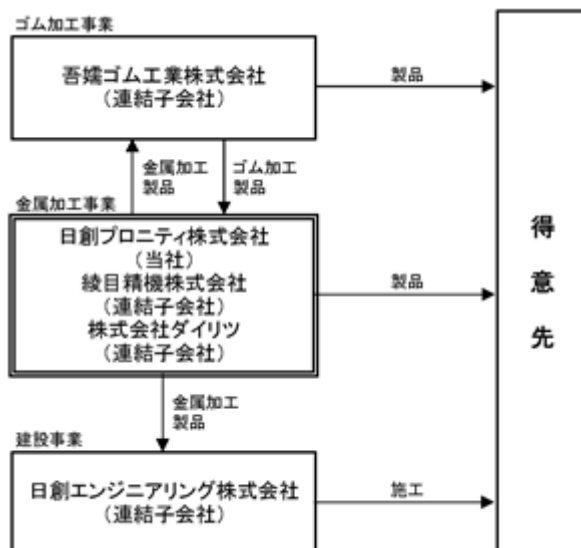 ゴム加工事業
吾嬬ゴム工業株式会社
（連結子会社）
製品
金属加工
製品
ゴム加工
製品
金属加工事業
日創プロニティ株式会社
（当社）
綾目精機株式会社
（連結子会社）
株式会社ダイリツ
（連結子会社）
製品
得意先
金属加工
製品
建設事業
日創エンジニアリング株式会社
（連結子会社）
施工